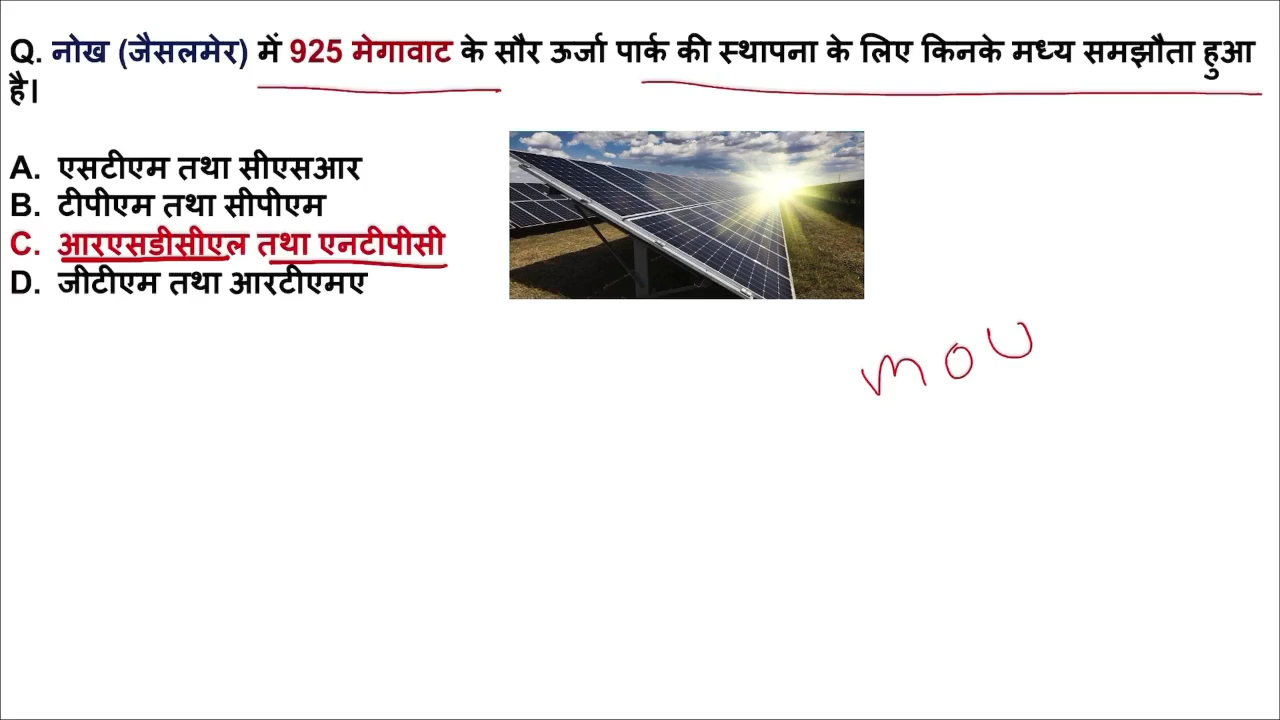 Q. नोख (जैसलमेर) में 925 मेगावाट के सौर ऊर्जा पार्क की स्थापना के लिए किनके मध्य समझौता हुआ
है।
A. एसटीएम तथा सीएसआर
B. टीपीएम तथा सीपीएम
C. आरएसडीसीएल तथा एनटीपीसी
D. जीटीएम तथा आरटीएमए
MOU